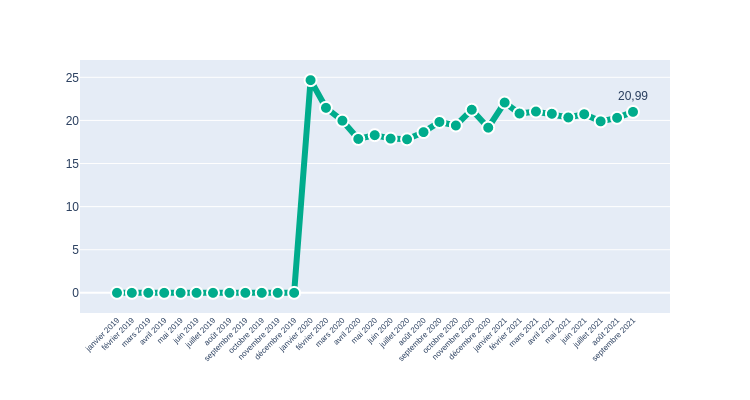 25
20,99
20
15
10
5
0
janvier 2019
février 2019
mars 2019
avril 2019
mai 2019
juin 2019
juillet 2019
août 2019
septembre 2019
octobre 2019
novembre 2019
décembre 2019
janvier 2020
février 2020
mars 2020
avril 2020
mai 2020
juin 2020
juillet 2020
août 2020
septembre 2020
octobre 2020
novembre 2020
décembre 2020
janvier 2021
février 2021
mars 2021
avril 2021
mai 2021
juin 2021
juillet 2021
août 2021
septembre 2021